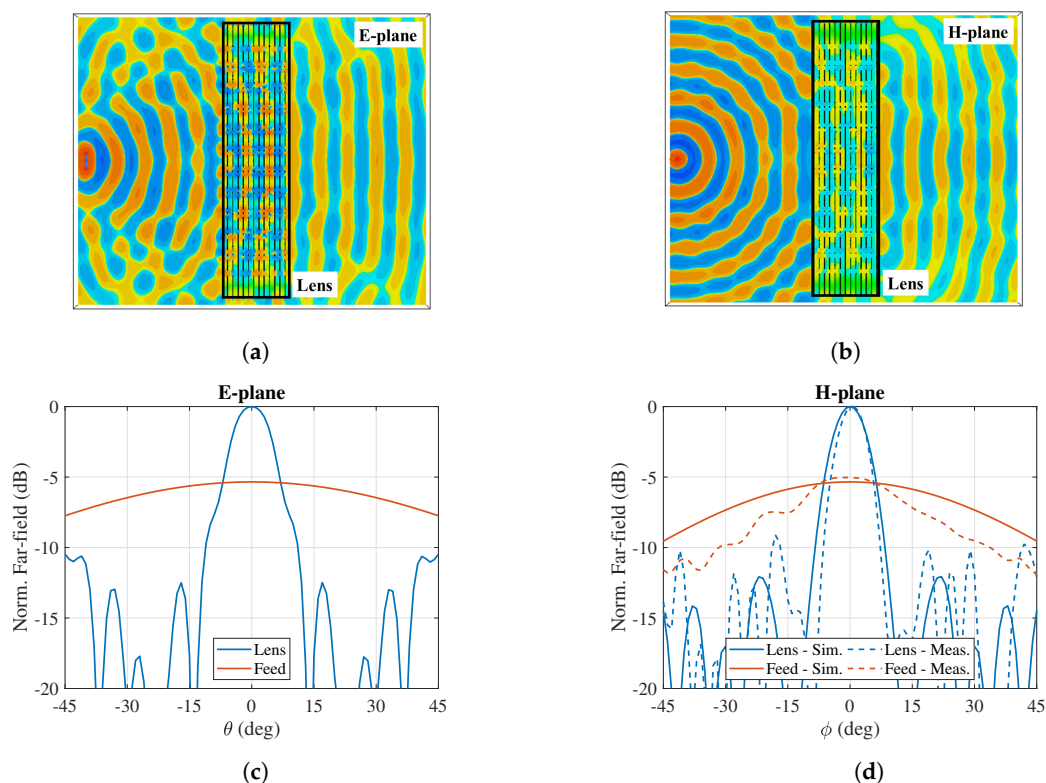 E-plane
Lens
(a)
H-plane
Lens
(b)
E-plane
Norm. Far-field (dB)
0
-5
-10
-15
-20
-45
-30
-15
0
15
30
45
θ (deg)
Lens
Feed
(c)
H-plane
Norm. Far-field (dB)
0
-5
-10
-15
-20
-45
-30
-15
0
15
30
45
ϕ (deg)
Lens - Sim.
Lens - Meas.
Feed - Sim.
Feed - Meas.
(d)